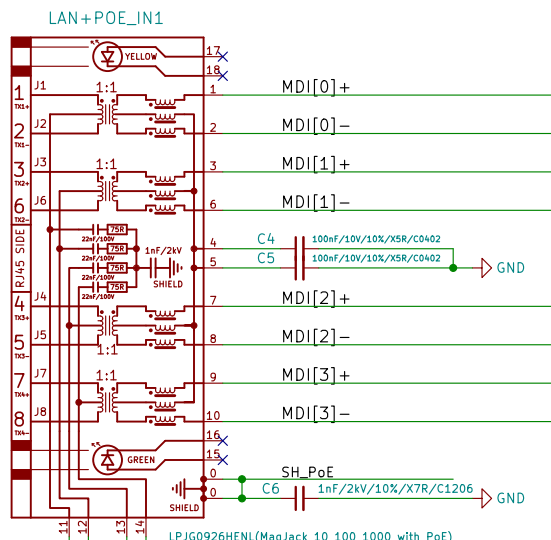 LAN+POE_IN1
YELLOW
17
18
1 J1 1:1 1 MDI[0]+
TX1+
2 J2 2 MDI[0]-
TX1-
3 J3 1:1 3 MDI[1]+
TX2+
6 J6 6 MDI[1]-
TX2-
RJ45 SIDE
75R
22nF/100V
75R
22nF/100V
75R
22nF/100V
75R
22nF/100V
1nF/2kV
SHIELD
4 C4 100nF/10V/10%/X5R/C0402
5 C5 100nF/10V/10%/X5R/C0402
GND
4 J4 7 MDI[2]+
TX3+
5 J5 1:1 8 MDI[2]-
TX3-
7 J7 1:1 9 MDI[3]+
TX4+
8 J8 10 MDI[3]-
TX4-
16
GREEN
15
0 SH_PoE
0 C6 1nF/2kV/10%/X7R/C1206
GND
SHIELD
11 12 13 14
LPJG0926HENL(MagJack 10 100 1000 with PoE)